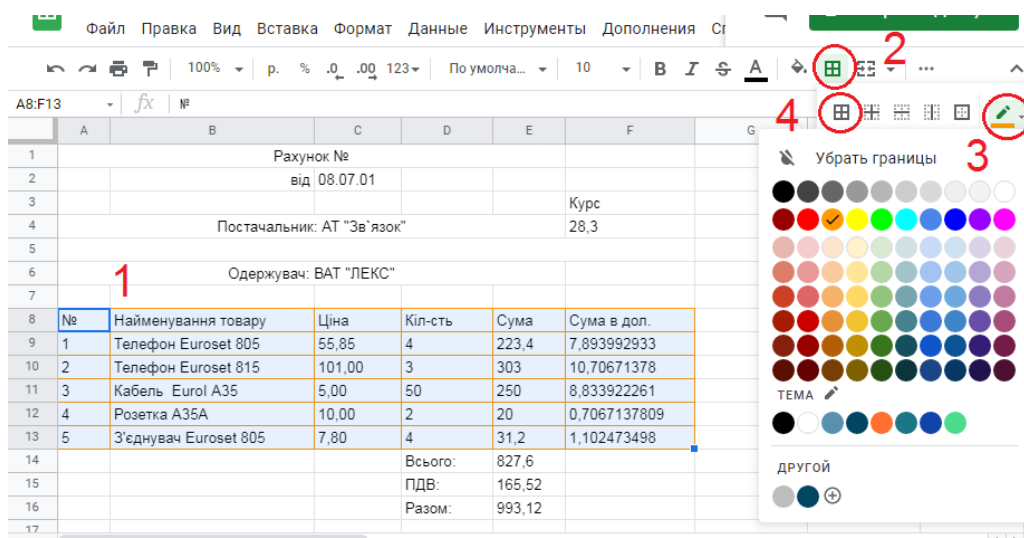 Файл Правка Вид Вставка Формат Данные Инструменты Дополнения
100% р. % .0 .00 123 По умолча... 10 B I S A 2 ...
A8:F13 fx №
4 3
A B C D E F G
1 Рахунок № Убрать границы
2 від 08.07.01
3 Курс
4 Постачальник: АТ "Зв`язок" 28,3
5
6 Одержувач: ВАТ "ЛЕКС"
1
7
8 № Найменування товару Ціна Кіл-сть Сума Сума в дол.
9 1 Телефон Euroset 805 55,85 4 223,4 7,893992933
10 2 Телефон Euroset 815 101,00 3 303 10,70671378
11 3 Кабель Eurol A35 5,00 50 250 8,833922261
ТЕМА
12 4 Розетка А35А 10,00 2 20 0,7067137809
13 5 З'єднувач Euroset 805 7,80 4 31,2 1,102473498
14 Всього: 827,6
ДРУГОЙ
15 ПДВ: 165,52
16 Разом: 993,12
17